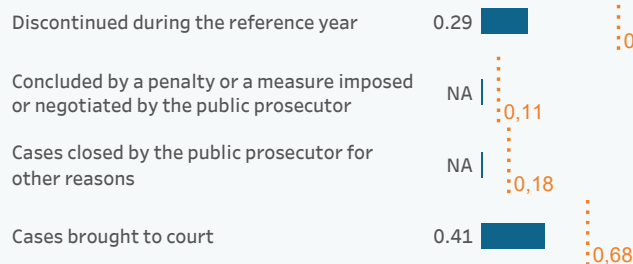 Discontinued during the reference year 0.29
Concluded by a penalty or a measure imposed
or negotiated by the public prosecutor NA
0,11
Cases closed by the public prosecutor for
other reasons NA
0,18
Cases brought to court 0.41
0,68